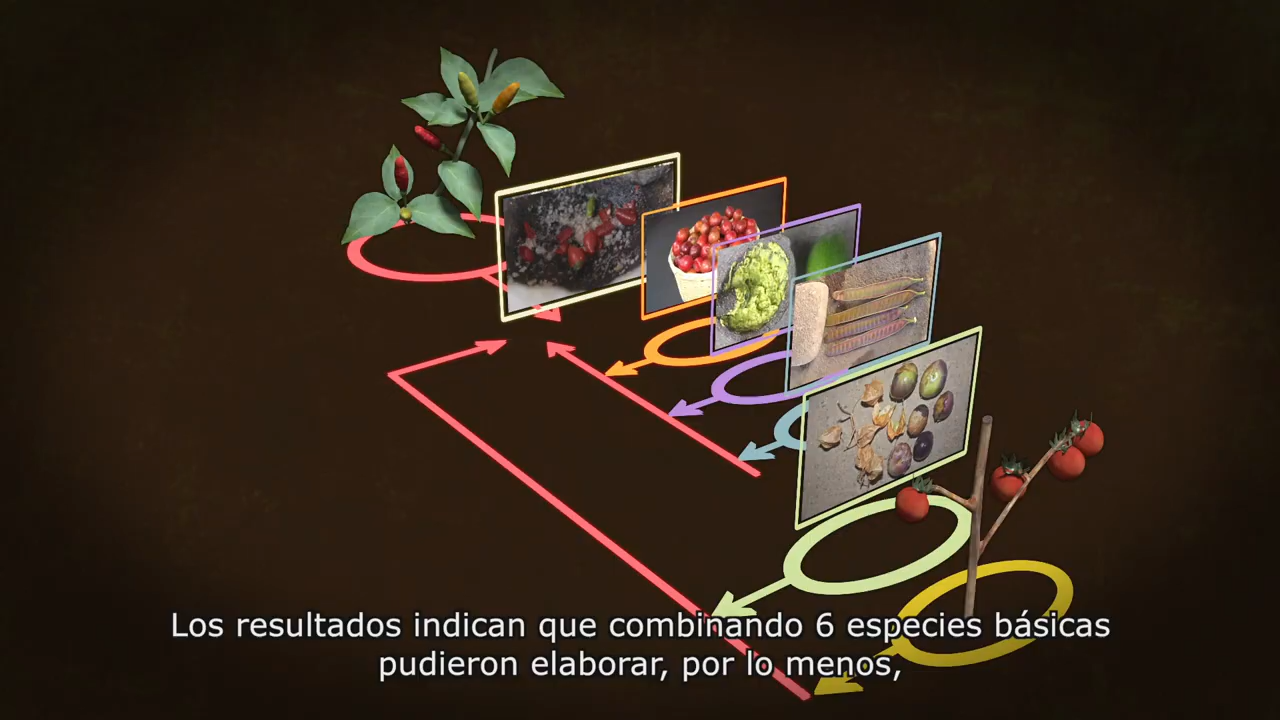 Los resultados indican que combinando 6 especies básicas
pudieron elaborar, por lo menos,